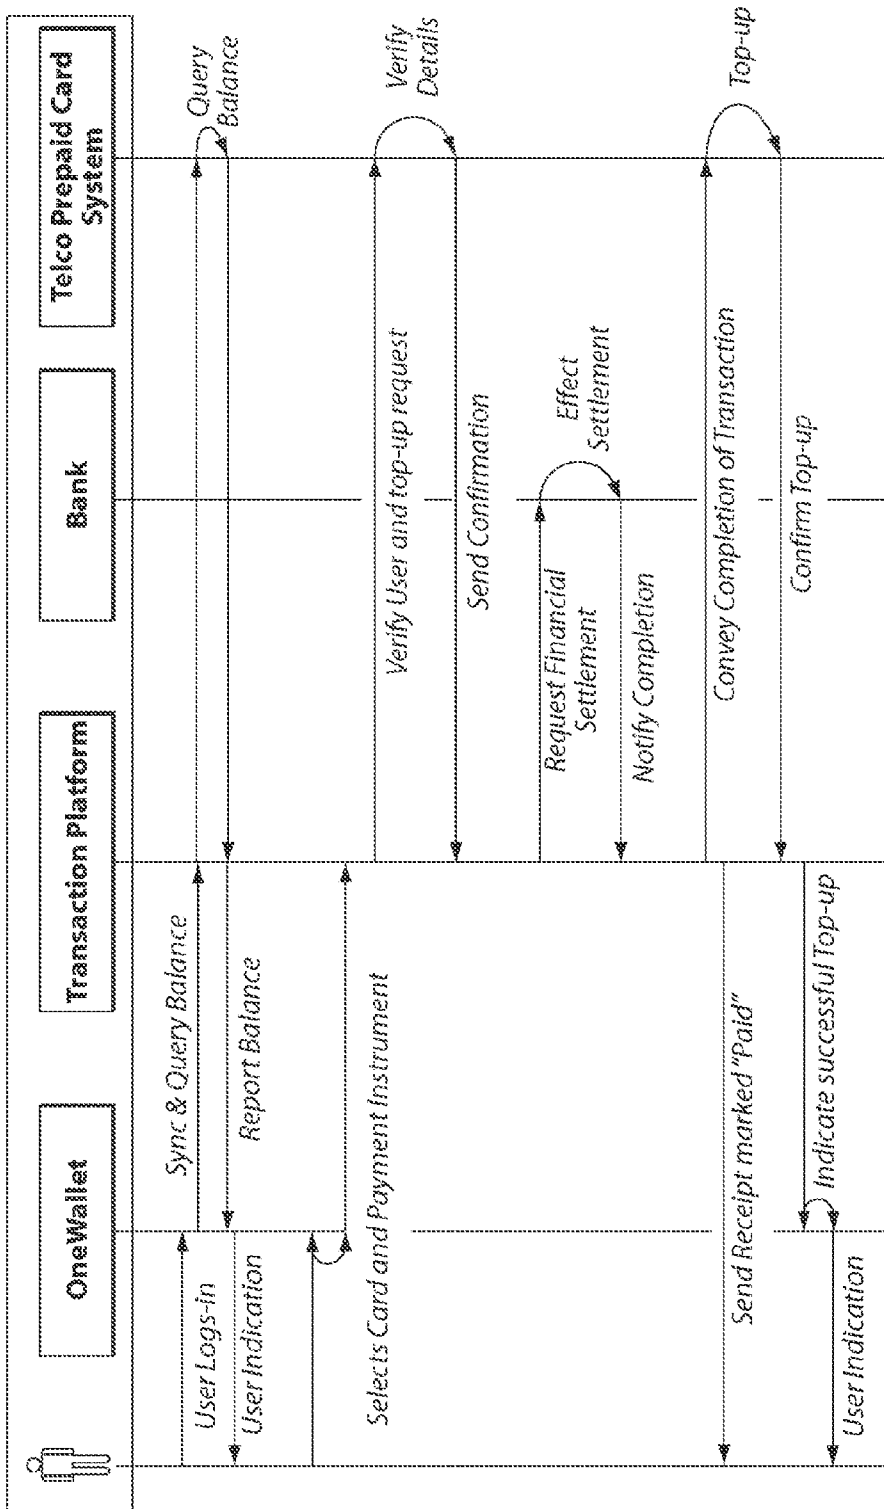 OneWallet
Transaction Platform
Bank
Telco Prepaid Card
System
User Logs-in
Sync & Query Balance
Query
Balance
User Indication
Report Balance
Selects Card and Payment Instrument
Verify User and top-up request
Verify
Details
Send Confirmation
Request Financial
Settlement
Effect
Settlement
Notify Completion
Convey Completion of Transaction
Top-up
Send Receipt marked "Paid"
Confirm Top-up
Indicate successful Top-up
User Indication